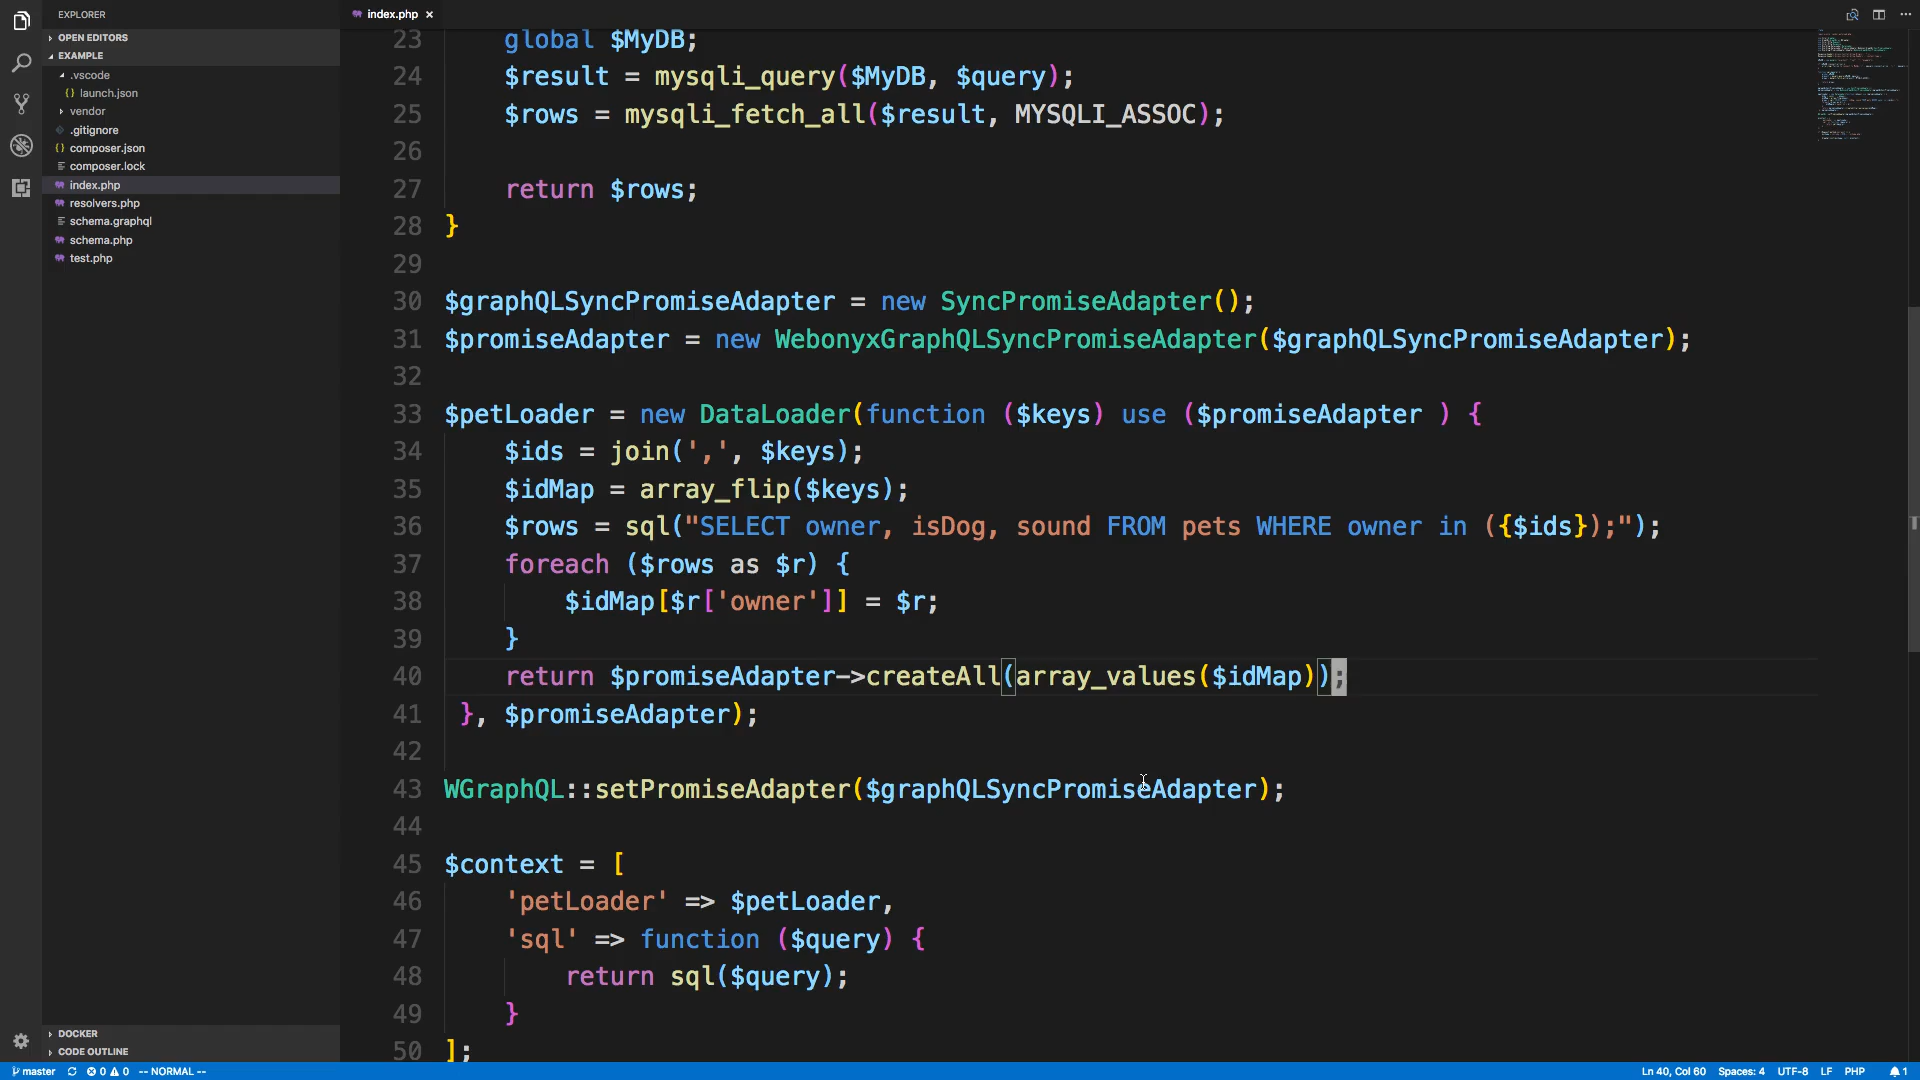 EXPLORER
OPEN EDITORS
EXAMPLE
.vscode
{} launch.json
vendor
.gitignore
{} composer.json
composer.lock
index.php
resolvers.php
schema.graphql
schema.php
test.php
DOCKER
CODE OUTLINE
index.php ×
23 global $MyDB;
24 $result = mysqli_query($MyDB, $query);
25 $rows = mysqli_fetch_all($result, MYSQLI_ASSOC);
26
27 return $rows;
28 }
29
30 $graphQLSyncPromiseAdapter = new SyncPromiseAdapter();
31 $promiseAdapter = new WebonyxGraphQLSyncPromiseAdapter($graphQLSyncPromiseAdapter);
32
33 $petLoader = new DataLoader(function ($keys) use ($promiseAdapter ) {
34 $ids = join(',', $keys);
35 $idMap = array_flip($keys);
36 $rows = sql("SELECT owner, isDog, sound FROM pets WHERE owner in ({$ids});");
37 foreach ($rows as $r) {
38 $idMap[$r['owner']] = $r;
39 }
40 return $promiseAdapter->createAll(array_values($idMap));
41 }, $promiseAdapter);
42
43 WGraphQL::setPromiseAdapter($graphQLSyncPromiseAdapter);
44
45 $context = [
46 'petLoader' => $petLoader,
47 'sql' => function ($query) {
48 return sql($query);
49 }
50 ];
master 0 0 -- NORMAL -- Ln 40, Col 60 Spaces: 4 UTF-8 LF PHP 1